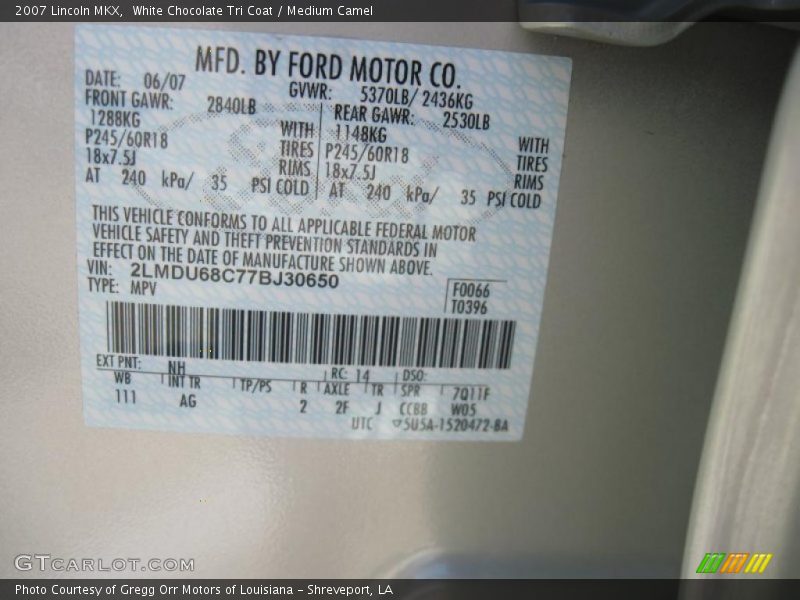 2007 Lincoln MKX, White Chocolate Tri Coat / Medium Camel
MFD. BY FORD MOTOR CO.
DATE: 06/07 GVWR: 5370LB/ 2436KG
FRONT GAWR: 2840LB REAR GAWR: 2530LB
1288KG WITH 1148KG WITH
P245/60R18 TIRES P245/60R18 TIRES
18x7.5J RIMS 18x7.5J RIMS
AT 240 kPa/ 35 PSI COLD AT 240 kPa/ 35 PSI COLD
THIS VEHICLE CONFORMS TO ALL APPLICABLE FEDERAL MOTOR
VEHICLE SAFETY AND THEFT PREVENTION STANDARDS IN
EFFECT ON THE DATE OF MANUFACTURE SHOWN ABOVE.
VIN: 2LMDU68C77BJ30650
TYPE: MPV
F0066
T0396
EXT PNT: NH RC: 14 DSO:
WB INT TR TP/PS R AXLE TR SPR 7Q11F
111 AG 2 2F J CCBB W05
UTC ▽5U5A-1520472-BA
GTCARLOT.COM
Photo Courtesy of Gregg Orr Motors of Louisiana – Shreveport, LA